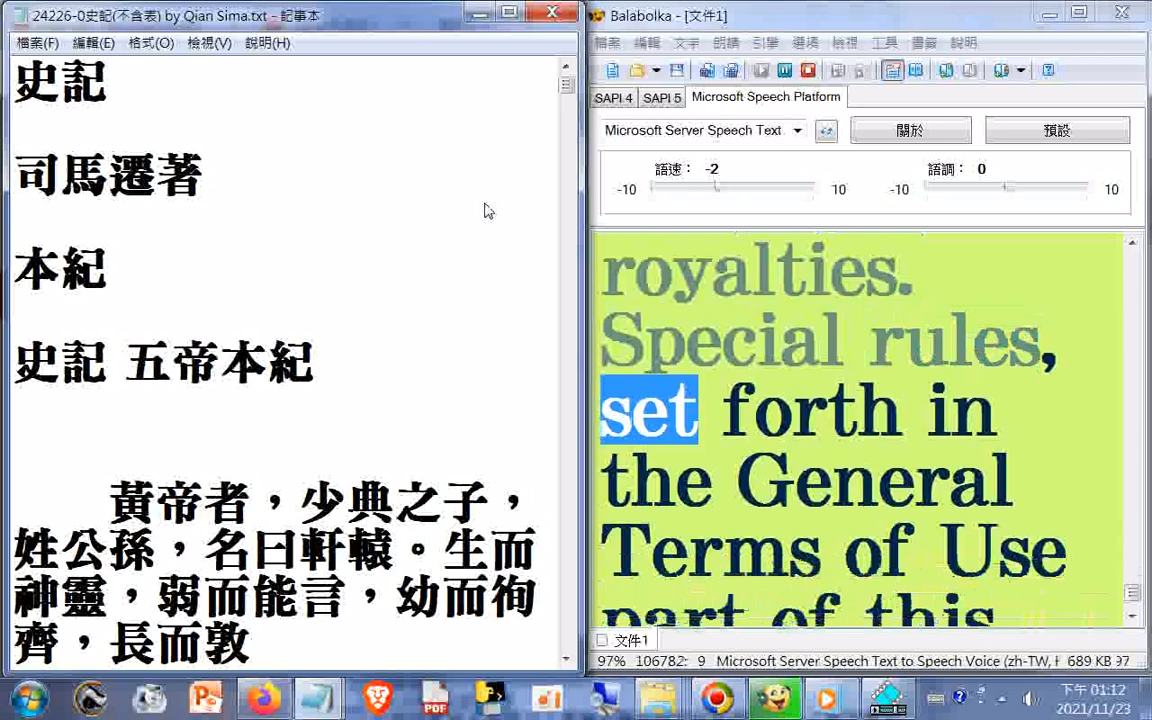 24226-0史記(不含表) by Qian Sima.txt - 記事本
檔案(F) 編輯(E) 格式(O) 檢視(V) 說明(H)
史記
司馬遷著
本紀
史記 五帝本紀
黃帝者，少典之子，
姓公孫，名曰軒轅。生而
神靈，弱而能言，幼而徇
齊，長而敦
Balabolka - [文件1]
檔案 編輯 文字 朗讀 引擎 選項 檢視 工具 書籤 說明
SAPI 4 SAPI 5 Microsoft Speech Platform
Microsoft Server Speech Text 關於 預設
語速： -2 語調： 0
-10 10 -10 10
royalties.
Special rules,
set forth in
the General
Terms of Use
part of this
文件1
97% 106782: 9 Microsoft Server Speech Text to Speech Voice (zh-TW, H 689 KB 97
PDF
下午 01:12
2021/11/23